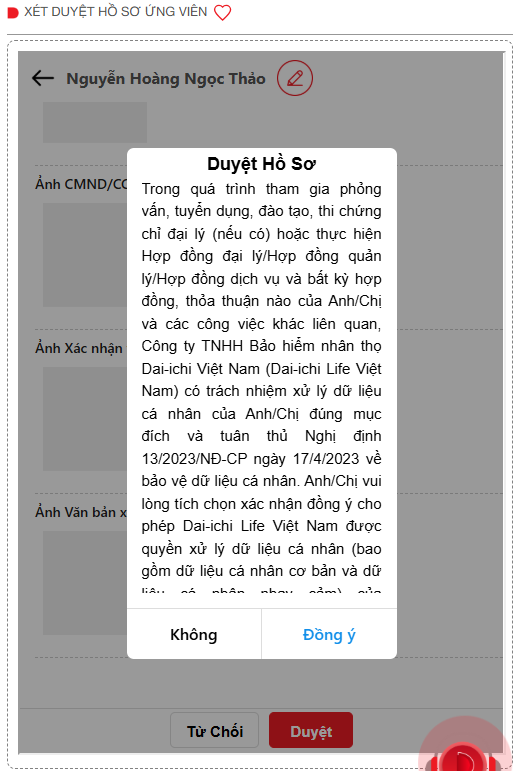 XÉT DUYỆT HỒ SƠ ỨNG VIÊN
Nguyễn Hoàng Ngọc Thảo
Ảnh CMND/CC
Ảnh Xác nhận
Ảnh Văn bản x
Duyệt Hồ Sơ
Trong quá trình tham gia phỏng
vấn, tuyển dụng, đào tạo, thi chứng
chỉ đại lý (nếu có) hoặc thực hiện
Hợp đồng đại lý/Hợp đồng quản
lý/Hợp đồng dịch vụ và bất kỳ hợp
đồng, thỏa thuận nào của Anh/Chị
và các công việc khác liên quan,
Công ty TNHH Bảo hiểm nhân thọ
Dai-ichi Việt Nam (Dai-ichi Life Việt
Nam) có trách nhiệm xử lý dữ liệu
cá nhân của Anh/Chị đúng mục
đích và tuân thủ Nghị định
13/2023/NĐ-CP ngày 17/4/2023 về
bảo vệ dữ liệu cá nhân. Anh/Chị vui
lòng tích chọn xác nhận đồng ý cho
phép Dai-ichi Life Việt Nam được
quyền xử lý dữ liệu cá nhân (bao
gồm dữ liệu cá nhân cơ bản và dữ
liệu cá nhân nhạy cảm) của
Không
Đồng ý
Từ Chối
Duyệt